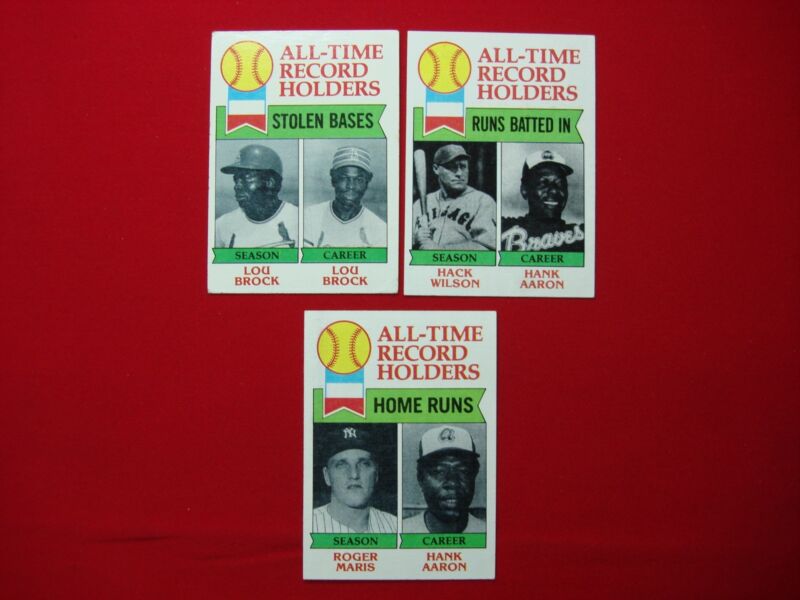 ALL-TIME
RECORD
HOLDERS
STOLEN BASES
SEASON
CAREER
LOU
BROCK
LOU
BROCK
ALL-TIME
RECORD
HOLDERS
RUNS BATTED IN
CHICAGO
Braves
SEASON
CAREER
HACK
WILSON
HANK
AARON
ALL-TIME
RECORD
HOLDERS
HOME RUNS
NY
SEASON
CAREER
ROGER
MARIS
HANK
AARON